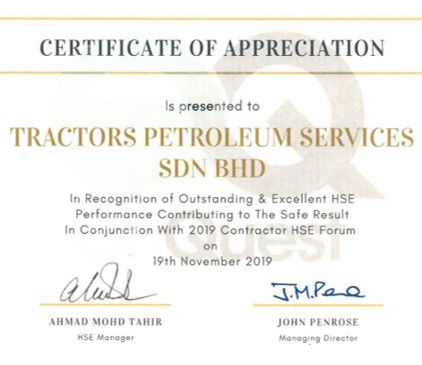 CERTIFICATE OF APPRECIATION
Is presented to
TRACTORS PETROLEUM SERVICES
SDN BHD
In Recognition of Outstanding & Excellent HSE
Performance Contributing to The Safe Result
In Conjunction With 2019 Contractor HSE Forum
Quest
on
19th November 2019
J.M.Pen
AHMAD MOHD TAHIR
JOHN PENROSE
HSE Manager
Managing Director